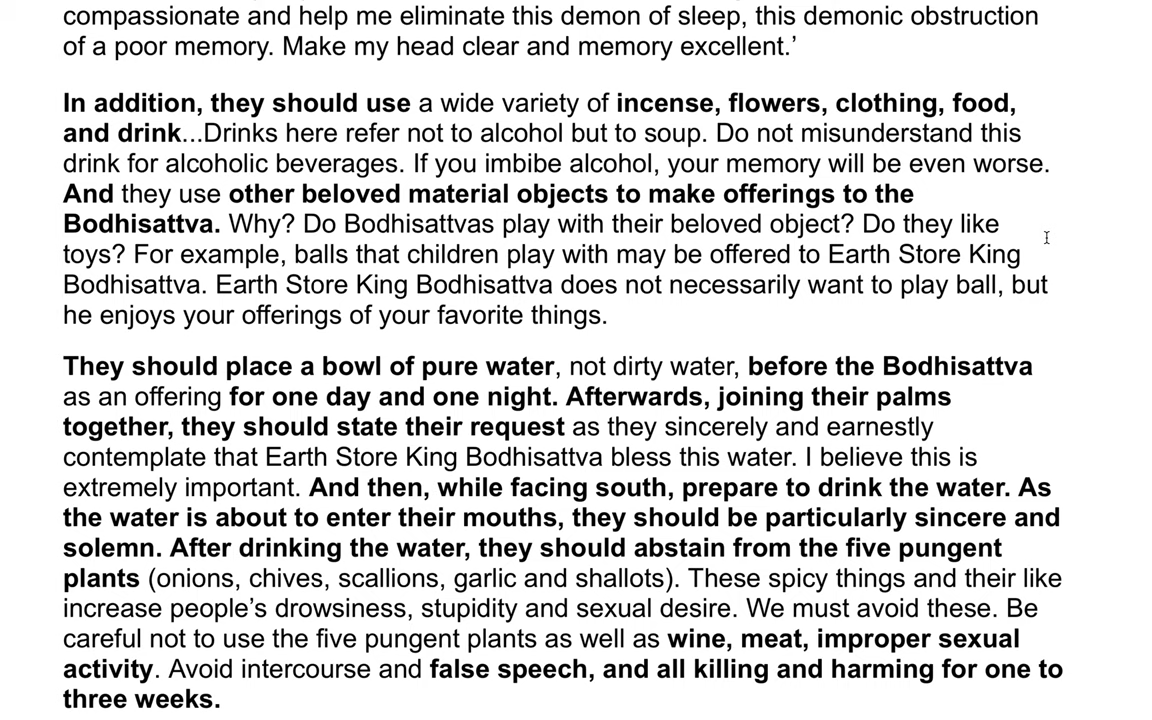 compassionate and help me eliminate this demon of sleep, this demonic obstruction
of a poor memory. Make my head clear and memory excellent.’
In addition, they should use a wide variety of incense, flowers, clothing, food,
and drink...Drinks here refer not to alcohol but to soup. Do not misunderstand this
drink for alcoholic beverages. If you imbibe alcohol, your memory will be even worse.
And they use other beloved material objects to make offerings to the
Bodhisattva. Why? Do Bodhisattvas play with their beloved object? Do they like
toys? For example, balls that children play with may be offered to Earth Store King
Bodhisattva. Earth Store King Bodhisattva does not necessarily want to play ball, but
he enjoys your offerings of your favorite things.
They should place a bowl of pure water, not dirty water, before the Bodhisattva
as an offering for one day and one night. Afterwards, joining their palms
together, they should state their request as they sincerely and earnestly
contemplate that Earth Store King Bodhisattva bless this water. I believe this is
extremely important. And then, while facing south, prepare to drink the water. As
the water is about to enter their mouths, they should be particularly sincere and
solemn. After drinking the water, they should abstain from the five pungent
plants (onions, chives, scallions, garlic and shallots). These spicy things and their like
increase people’s drowsiness, stupidity and sexual desire. We must avoid these. Be
careful not to use the five pungent plants as well as wine, meat, improper sexual
activity. Avoid intercourse and false speech, and all killing and harming for one to
three weeks.